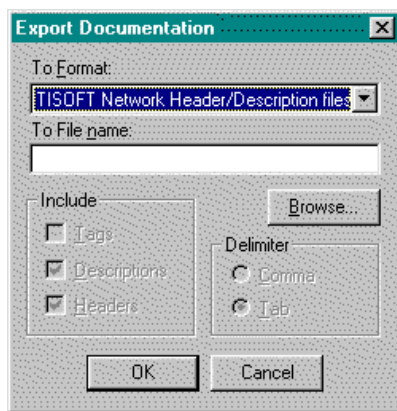 Export Documentation
To Format:
TISOFT Network Header/Description files
To File name:
Include
Browse...
Tags
Delimiter
Descriptions
Comma
Headers
Tab
OK
Cancel